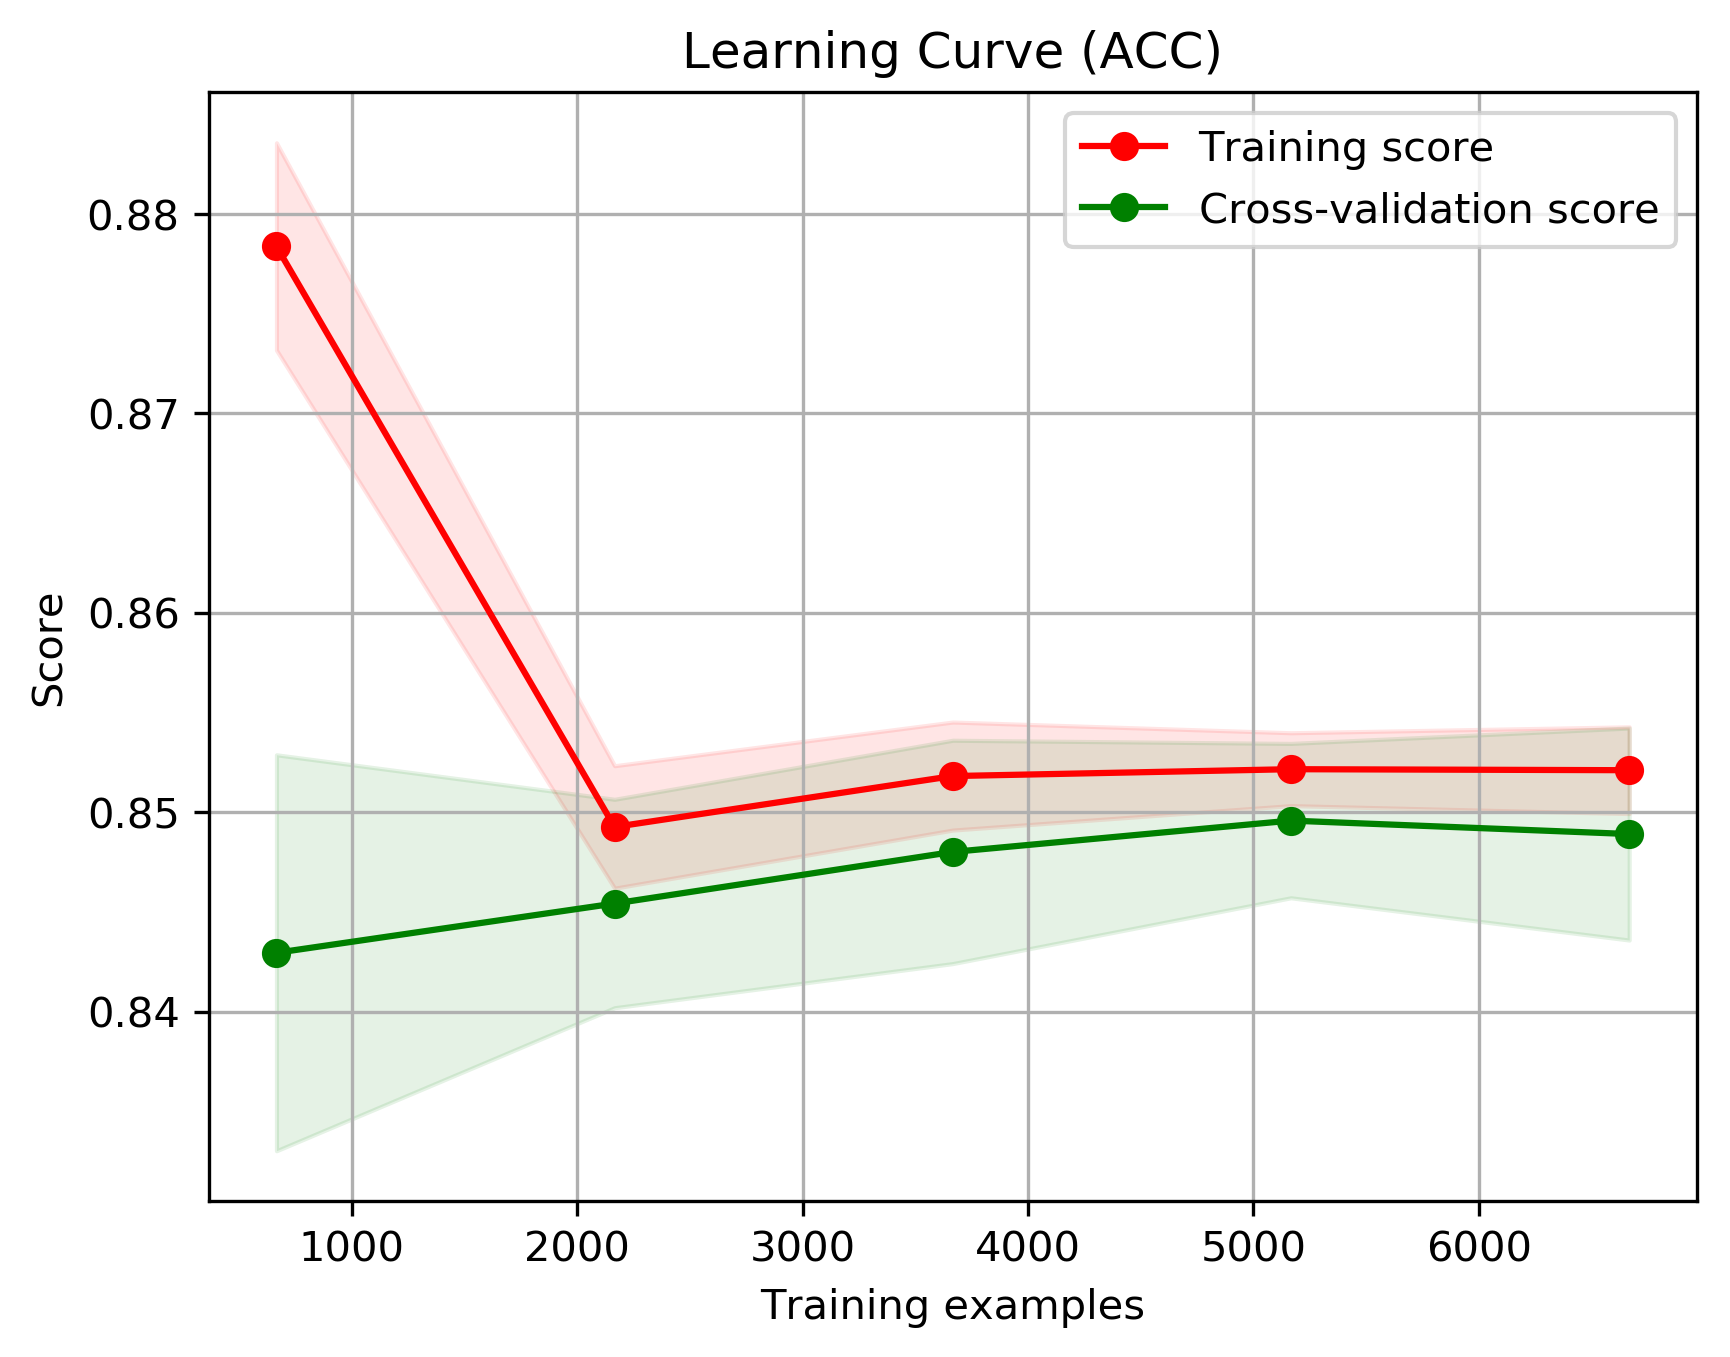 Learning Curve (ACC)
Training score
Cross-validation score
0.88
0.87
0.86
0.85
0.84
Score
1000 2000 3000 4000 5000 6000
Training examples